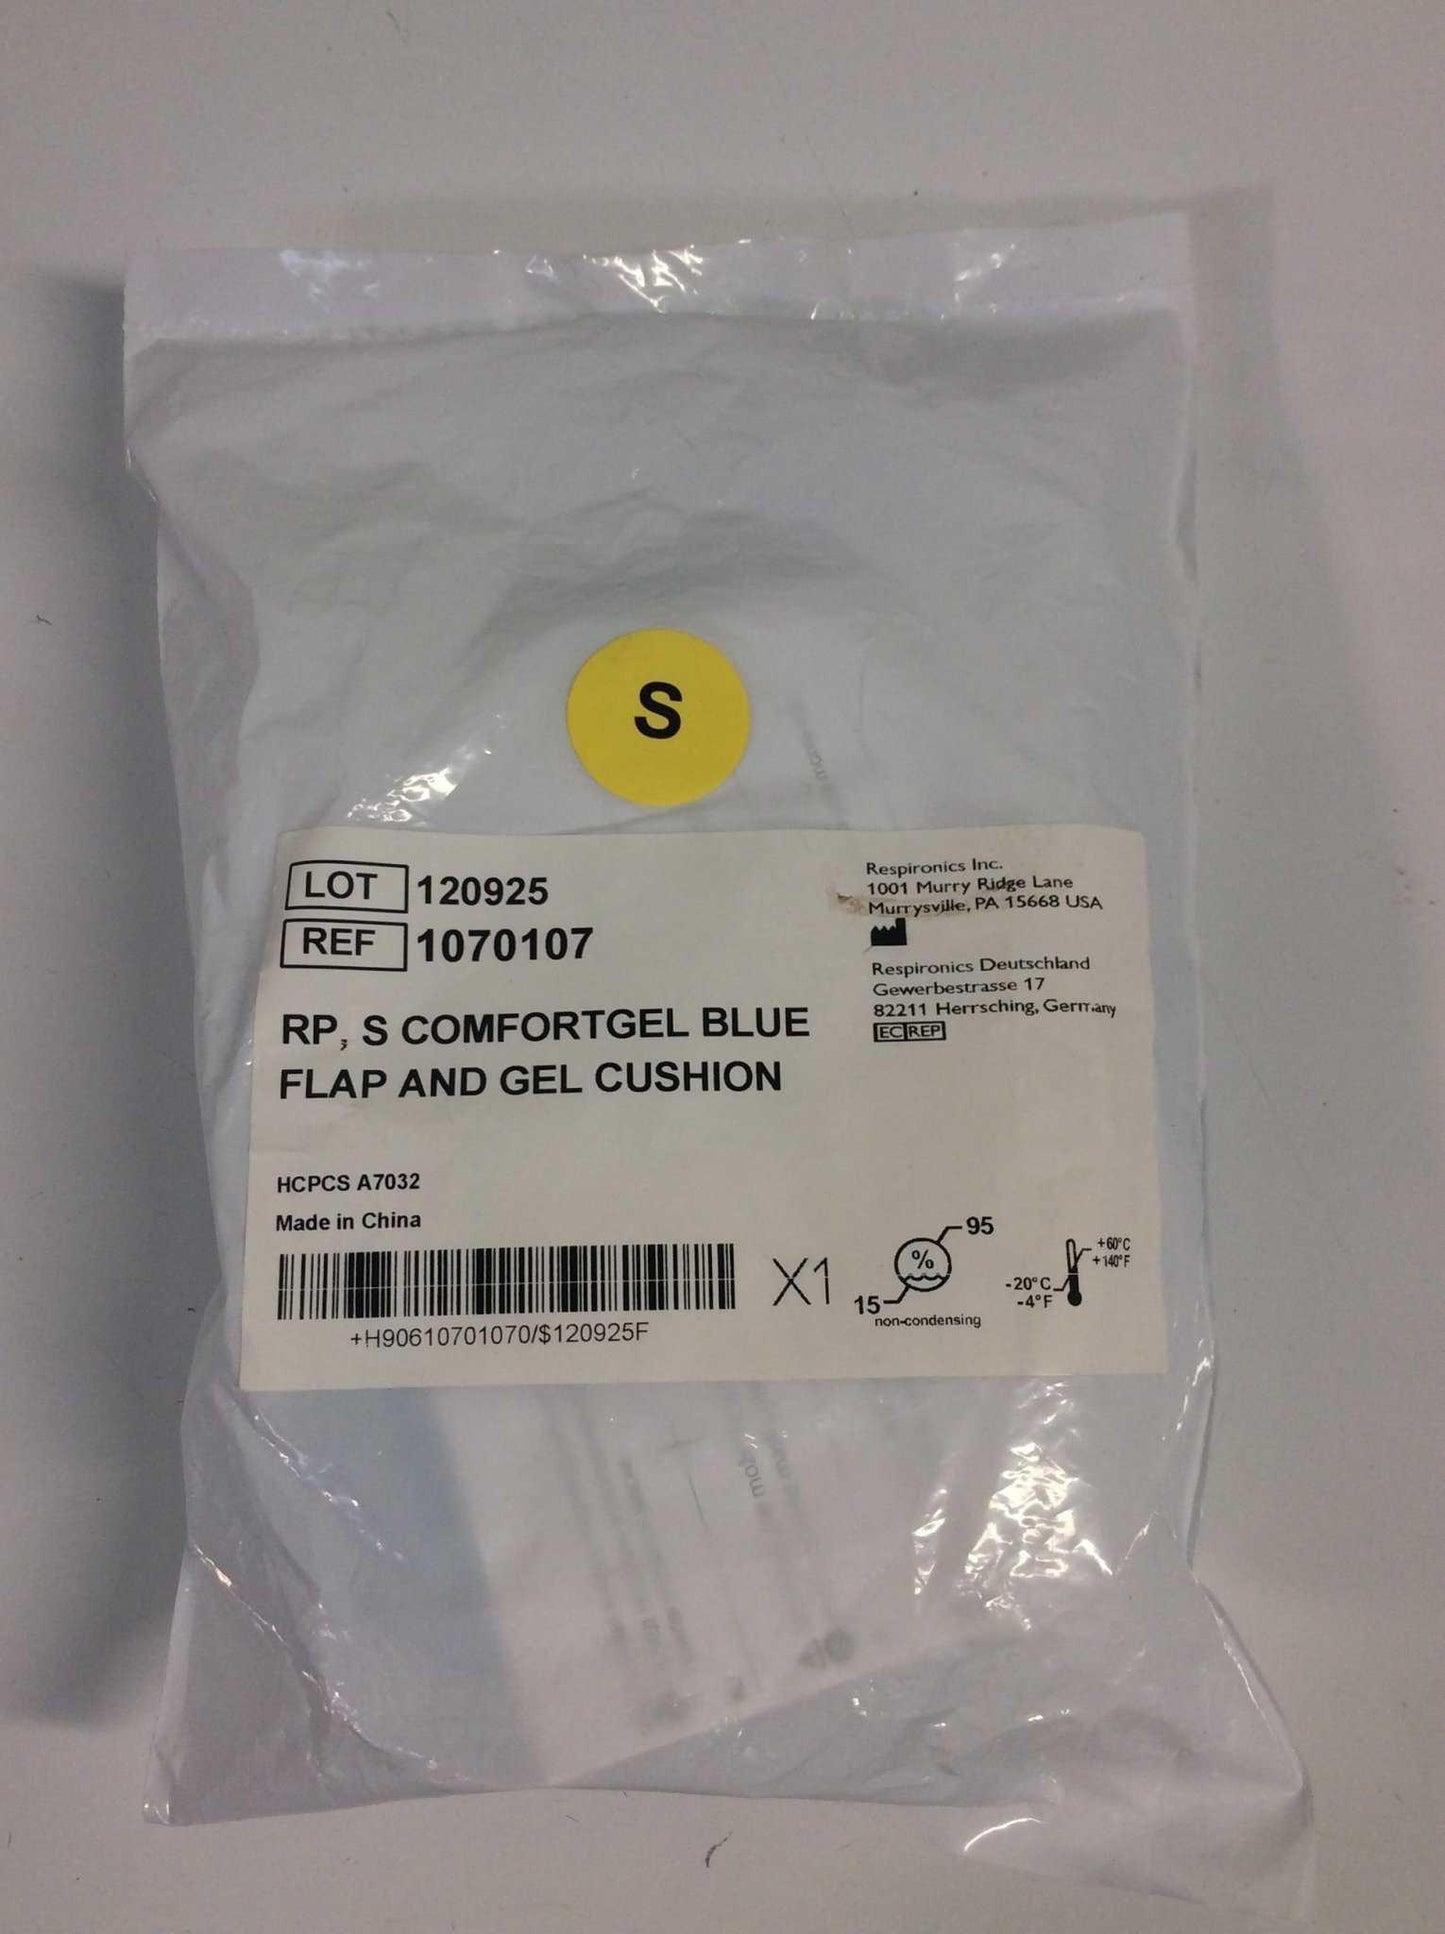 S
LOT 120925
REF 1070107
RP, S COMFORTGEL BLUE
FLAP AND GEL CUSHION
HCPCS A7032
Made in China
+H90610701070/$120925F
X1
Respironics Inc.
1001 Murry Ridge Lane
Murrysville, PA 15668 USA
Respironics Deutschland
Gewerbestrasse 17
82211 Herrsching, Germany
EC REP
95
%
15
non-condensing
+60°C
+140°F
-20°C
-4°F